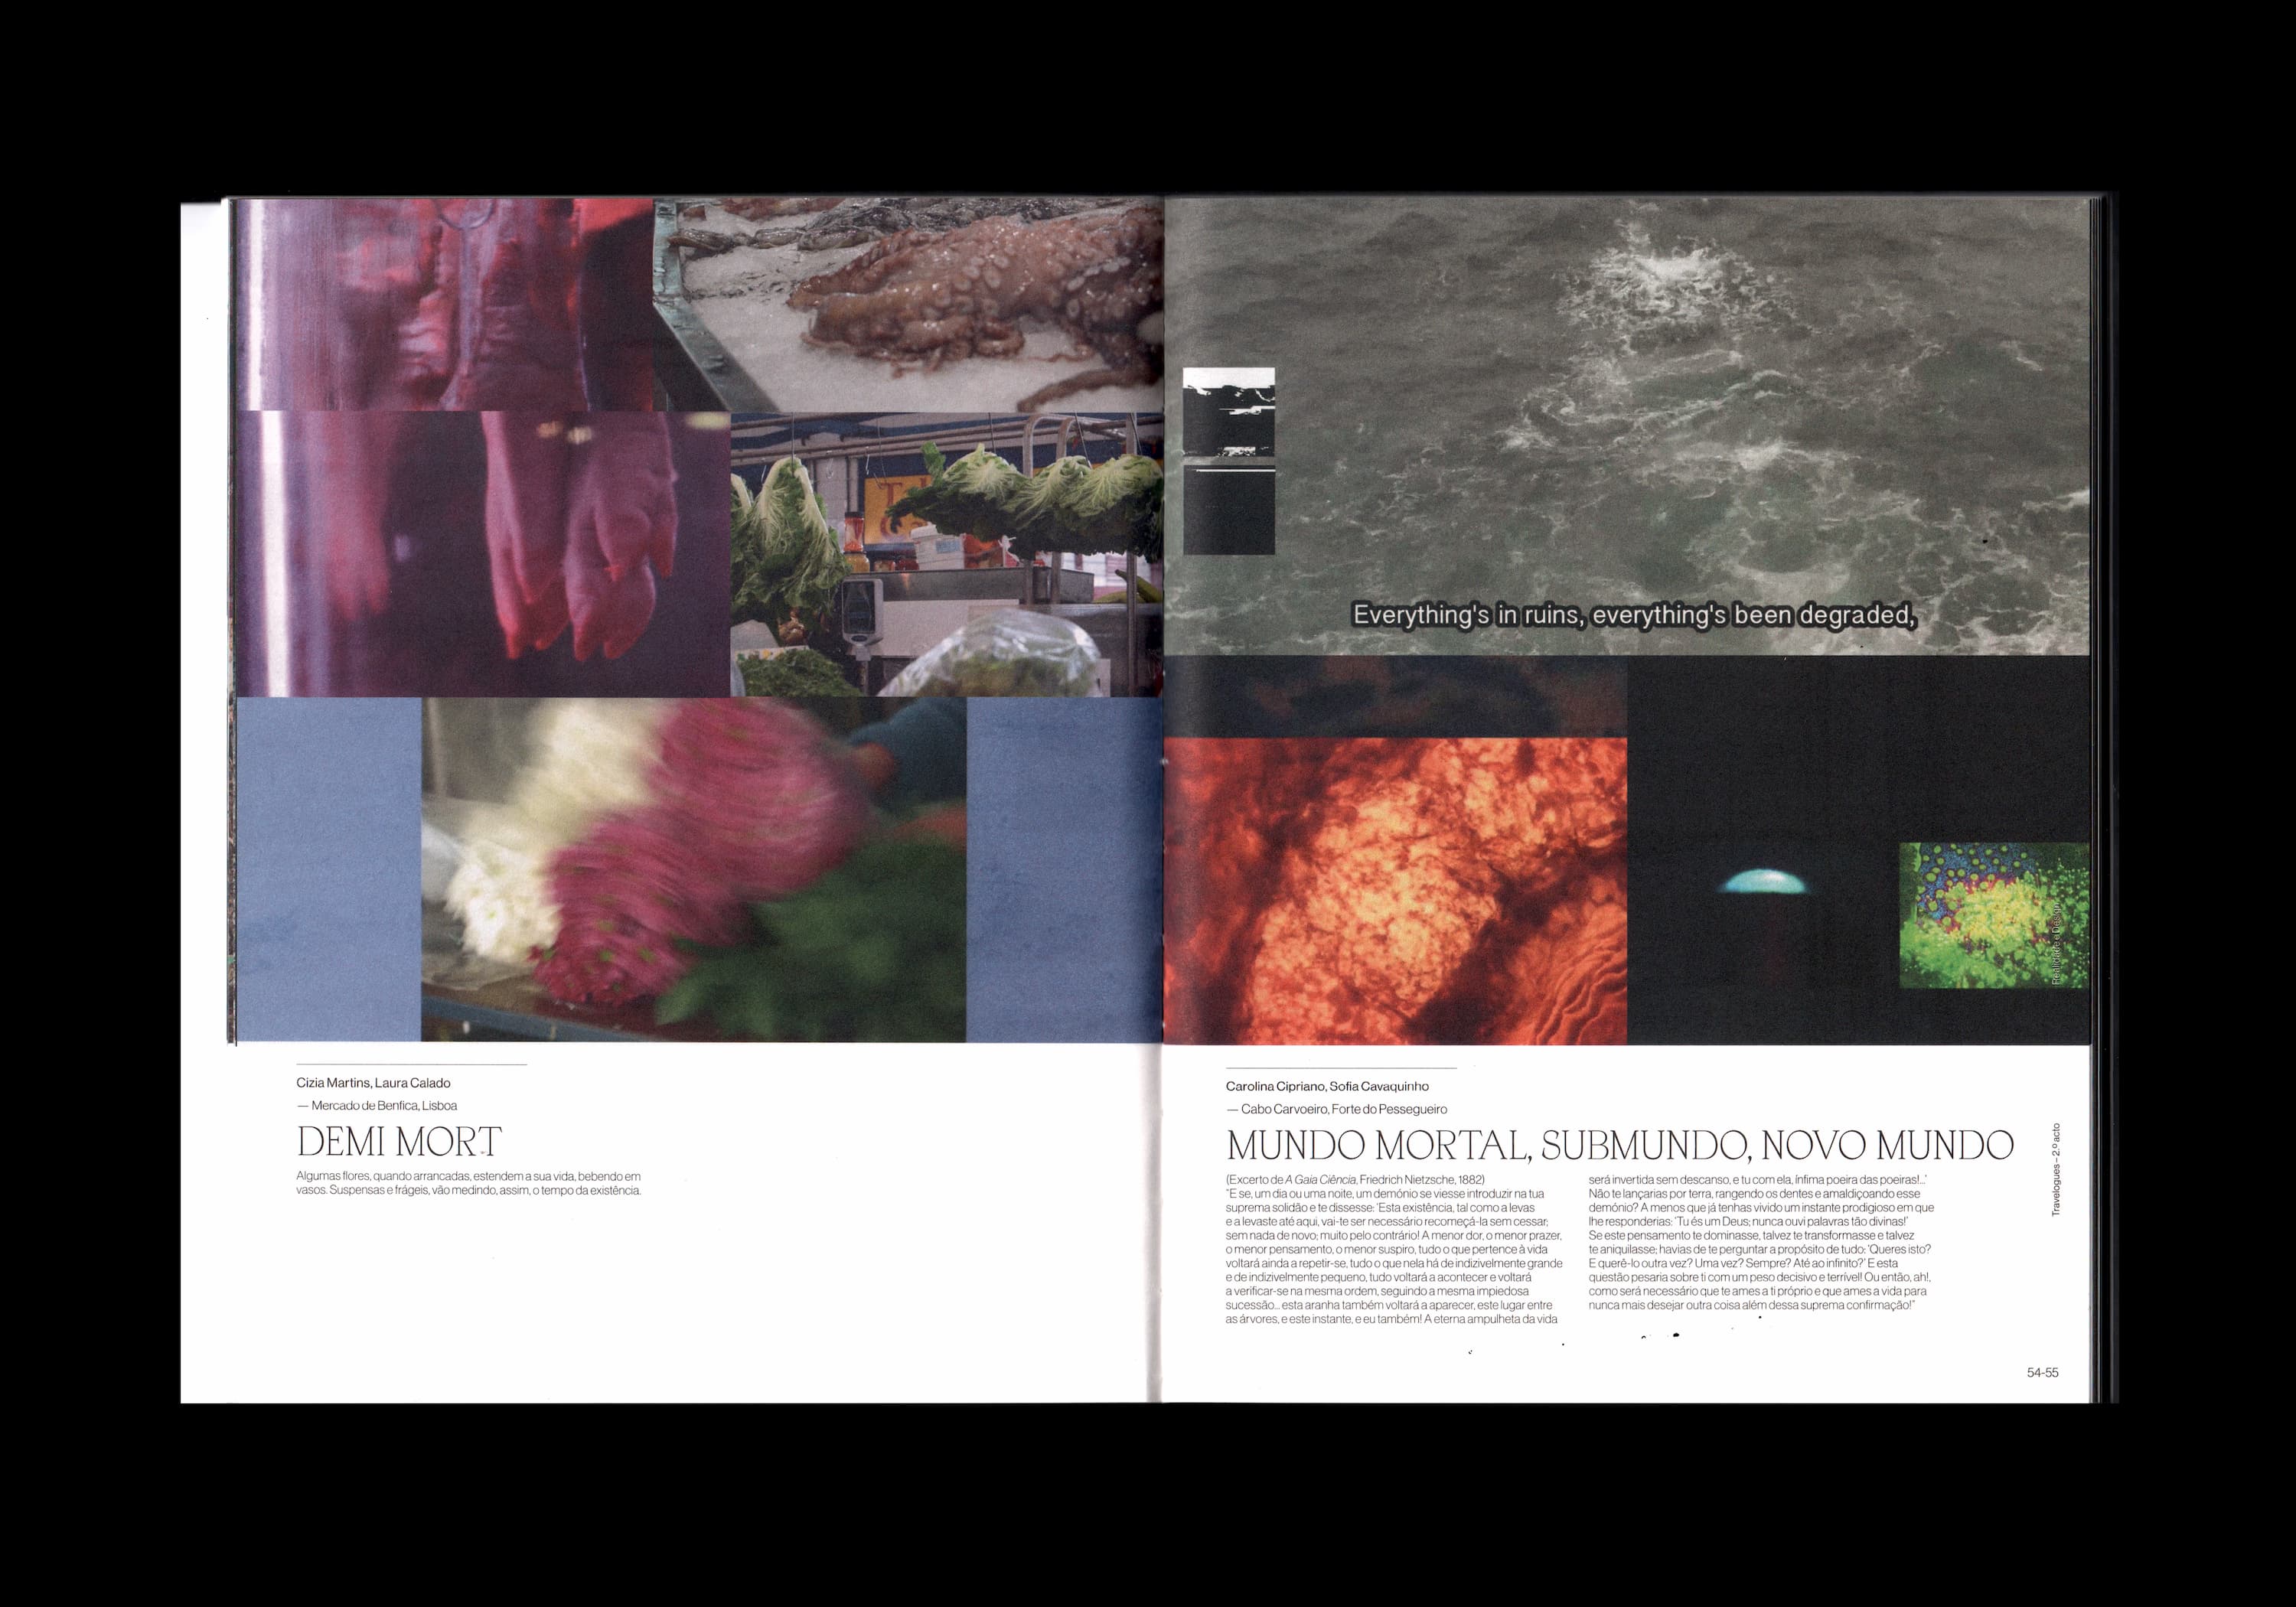 Everything's in ruins, everything's been degraded,
Cizia Martins, Laura Calado
— Mercado de Benfica, Lisboa
DEMI MORT
Algumas flores, quando arrancadas, estendem a sua vida, bebendo em
vasos. Suspensas e frágeis, vão medindo, assim, o tempo da existência.
Carolina Cipriano, Sofia Cavaquinho
— Cabo Carvoeiro, Forte do Pessegueiro
MUNDO MORTAL, SUBMUNDO, NOVO MUNDO
(Excerto de A Gaia Ciência, Friedrich Nietzsche, 1882)
"E se, um dia ou uma noite, um demónio se viesse introduzir na tua
suprema solidão e te dissesse: 'Esta existência, tal como a levas
e a levaste até aqui, vai-te ser necessário recomeçá-la sem cessar;
sem nada de novo; muito pelo contrário! A menor dor, o menor prazer,
o menor pensamento, o menor suspiro, tudo o que pertence à vida
voltará ainda a repetir-se, tudo o que nela há de indizivelmente grande
e de indizivelmente pequeno, tudo voltará a acontecer e voltará
a verificar-se na mesma ordem, seguindo a mesma impiedosa
sucessão... esta aranha também voltará a aparecer, este lugar entre
as árvores, e este instante, e eu também! A eterna ampulheta da vida
será invertida sem descanso, e tu com ela, ínfima poeira das poeiras!...'
Não te lançarias por terra, rangendo os dentes e amaldiçoando esse
demónio? A menos que já tenhas vivido um instante prodigioso em que
lhe responderias: 'Tu és um Deus; nunca ouvi palavras tão divinas!'
Se este pensamento te dominasse, talvez te transformasse e talvez
te aniquilasse; havias de te perguntar a propósito de tudo: 'Queres isto?
E querê-lo outra vez? Uma vez? Sempre? Até ao infinito?' E esta
questão pesaria sobre ti com um peso decisivo e terrível! Ou então, ah!,
como será necessário que te ames a ti próprio e que ames a vida para
nunca mais desejar outra coisa além dessa suprema confirmação!"
Travelogues – 2.º acto
54-55